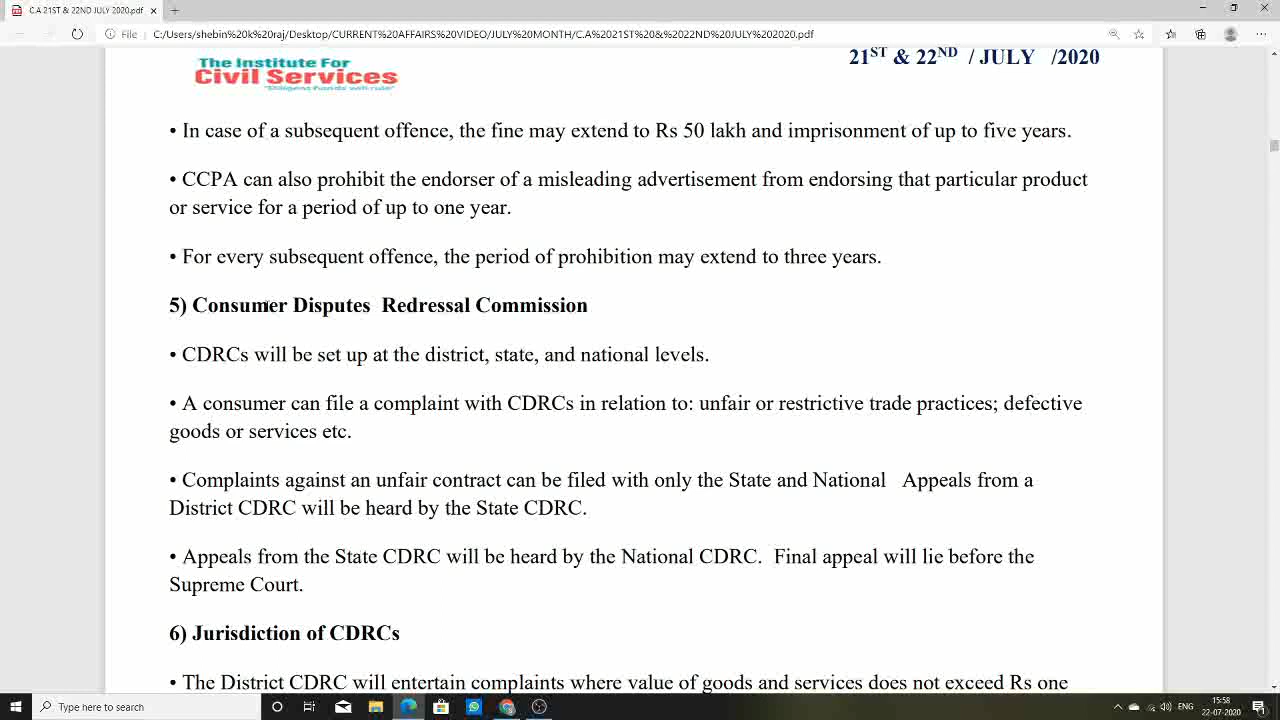 C.A 21ST & 22ND JULY 2020.pdf
File C:/Users/shebin%20k%20raj/Desktop/CURRENT%20AFFAIRS%20VIDEO/JULY%20MONTH/C.A%2021ST%20&%2022ND%20JULY%202020.pdf
The Institute For
Civil Services
"Diligent hands will rule"
21ST & 22ND / JULY /2020
• In case of a subsequent offence, the fine may extend to Rs 50 lakh and imprisonment of up to five years.
• CCPA can also prohibit the endorser of a misleading advertisement from endorsing that particular product
or service for a period of up to one year.
• For every subsequent offence, the period of prohibition may extend to three years.
5) Consumer Disputes Redressal Commission
• CDRCs will be set up at the district, state, and national levels.
• A consumer can file a complaint with CDRCs in relation to: unfair or restrictive trade practices; defective
goods or services etc.
• Complaints against an unfair contract can be filed with only the State and National Appeals from a
District CDRC will be heard by the State CDRC.
• Appeals from the State CDRC will be heard by the National CDRC. Final appeal will lie before the
Supreme Court.
6) Jurisdiction of CDRCs
• The District CDRC will entertain complaints where value of goods and services does not exceed Rs one
Type here to search
ENG
15:58
22-07-2020